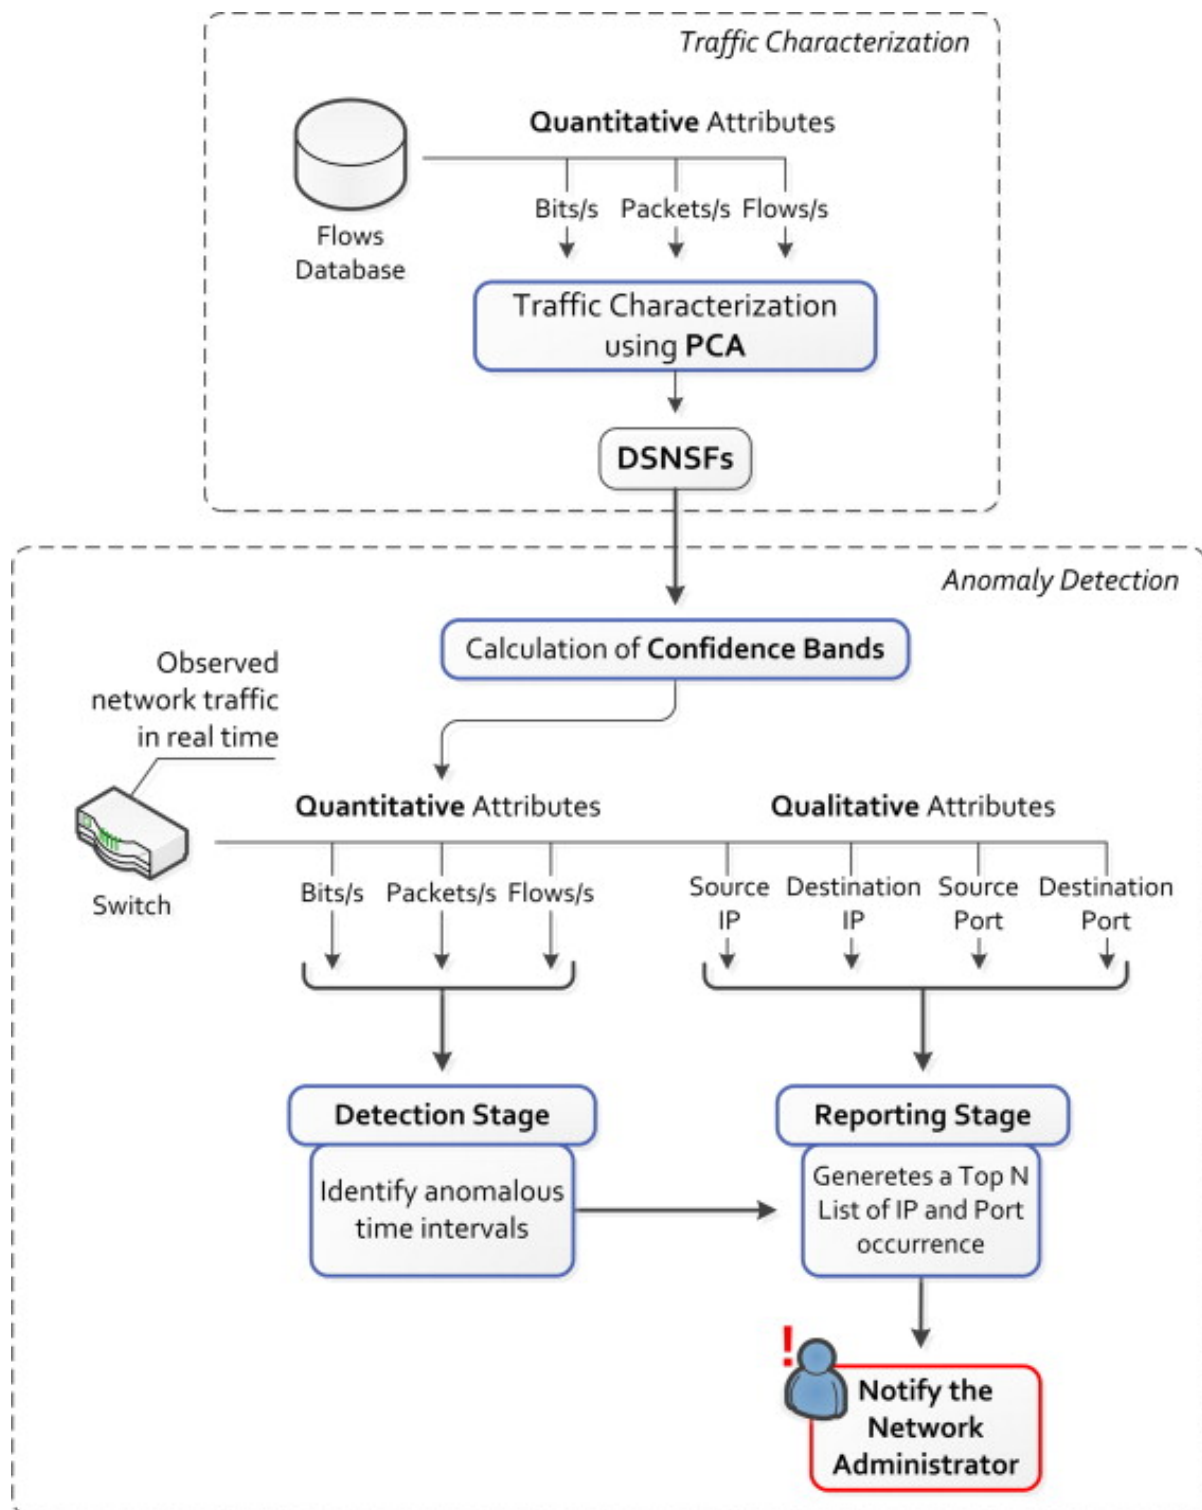 Traffic Characterization
Quantitative Attributes
Bits/s Packets/s Flows/s
Flows
Database
Traffic Characterization
using PCA
DSNSFs
Anomaly Detection
Calculation of Confidence Bands
Observed
network traffic
in real time
Switch
Quantitative Attributes
Bits/s Packets/s Flows/s
Qualitative Attributes
Source
IP
Destination
IP
Source
Port
Destination
Port
Detection Stage
Identify anomalous
time intervals
Reporting Stage
Generetes a Top N
List of IP and Port
occurrence
!
Notify the
Network
Administrator